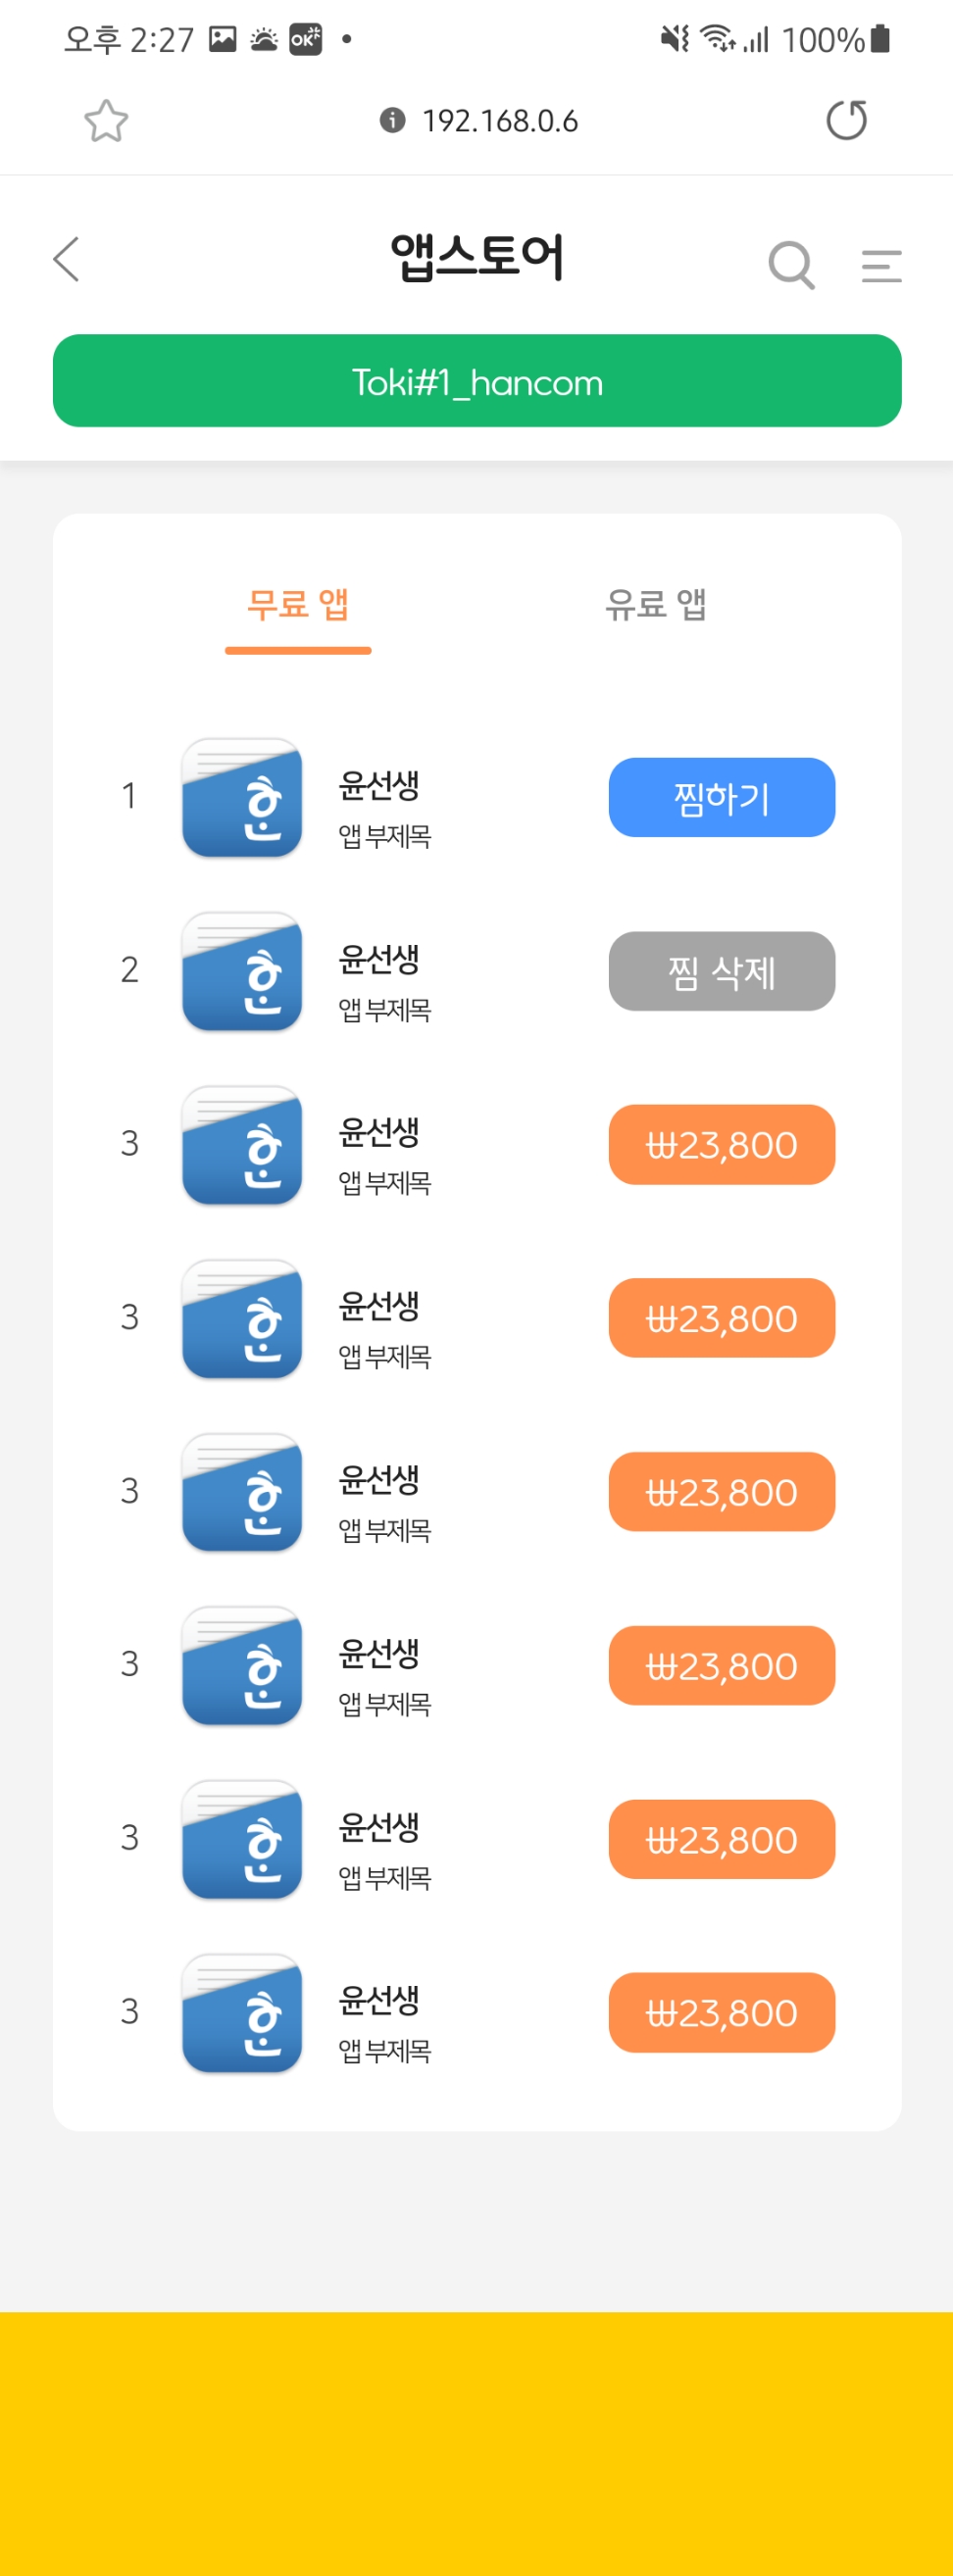 오후 2:27 OK 100%
192.168.0.6
앱스토어
Toki#1_hancom
무료 앱 유료 앱
1 윤선생 찜하기
앱 부제목
2 윤선생 찜 삭제
앱 부제목
3 윤선생 ₩23,800
앱 부제목
3 윤선생 ₩23,800
앱 부제목
3 윤선생 ₩23,800
앱 부제목
3 윤선생 ₩23,800
앱 부제목
3 윤선생 ₩23,800
앱 부제목
3 윤선생 ₩23,800
앱 부제목